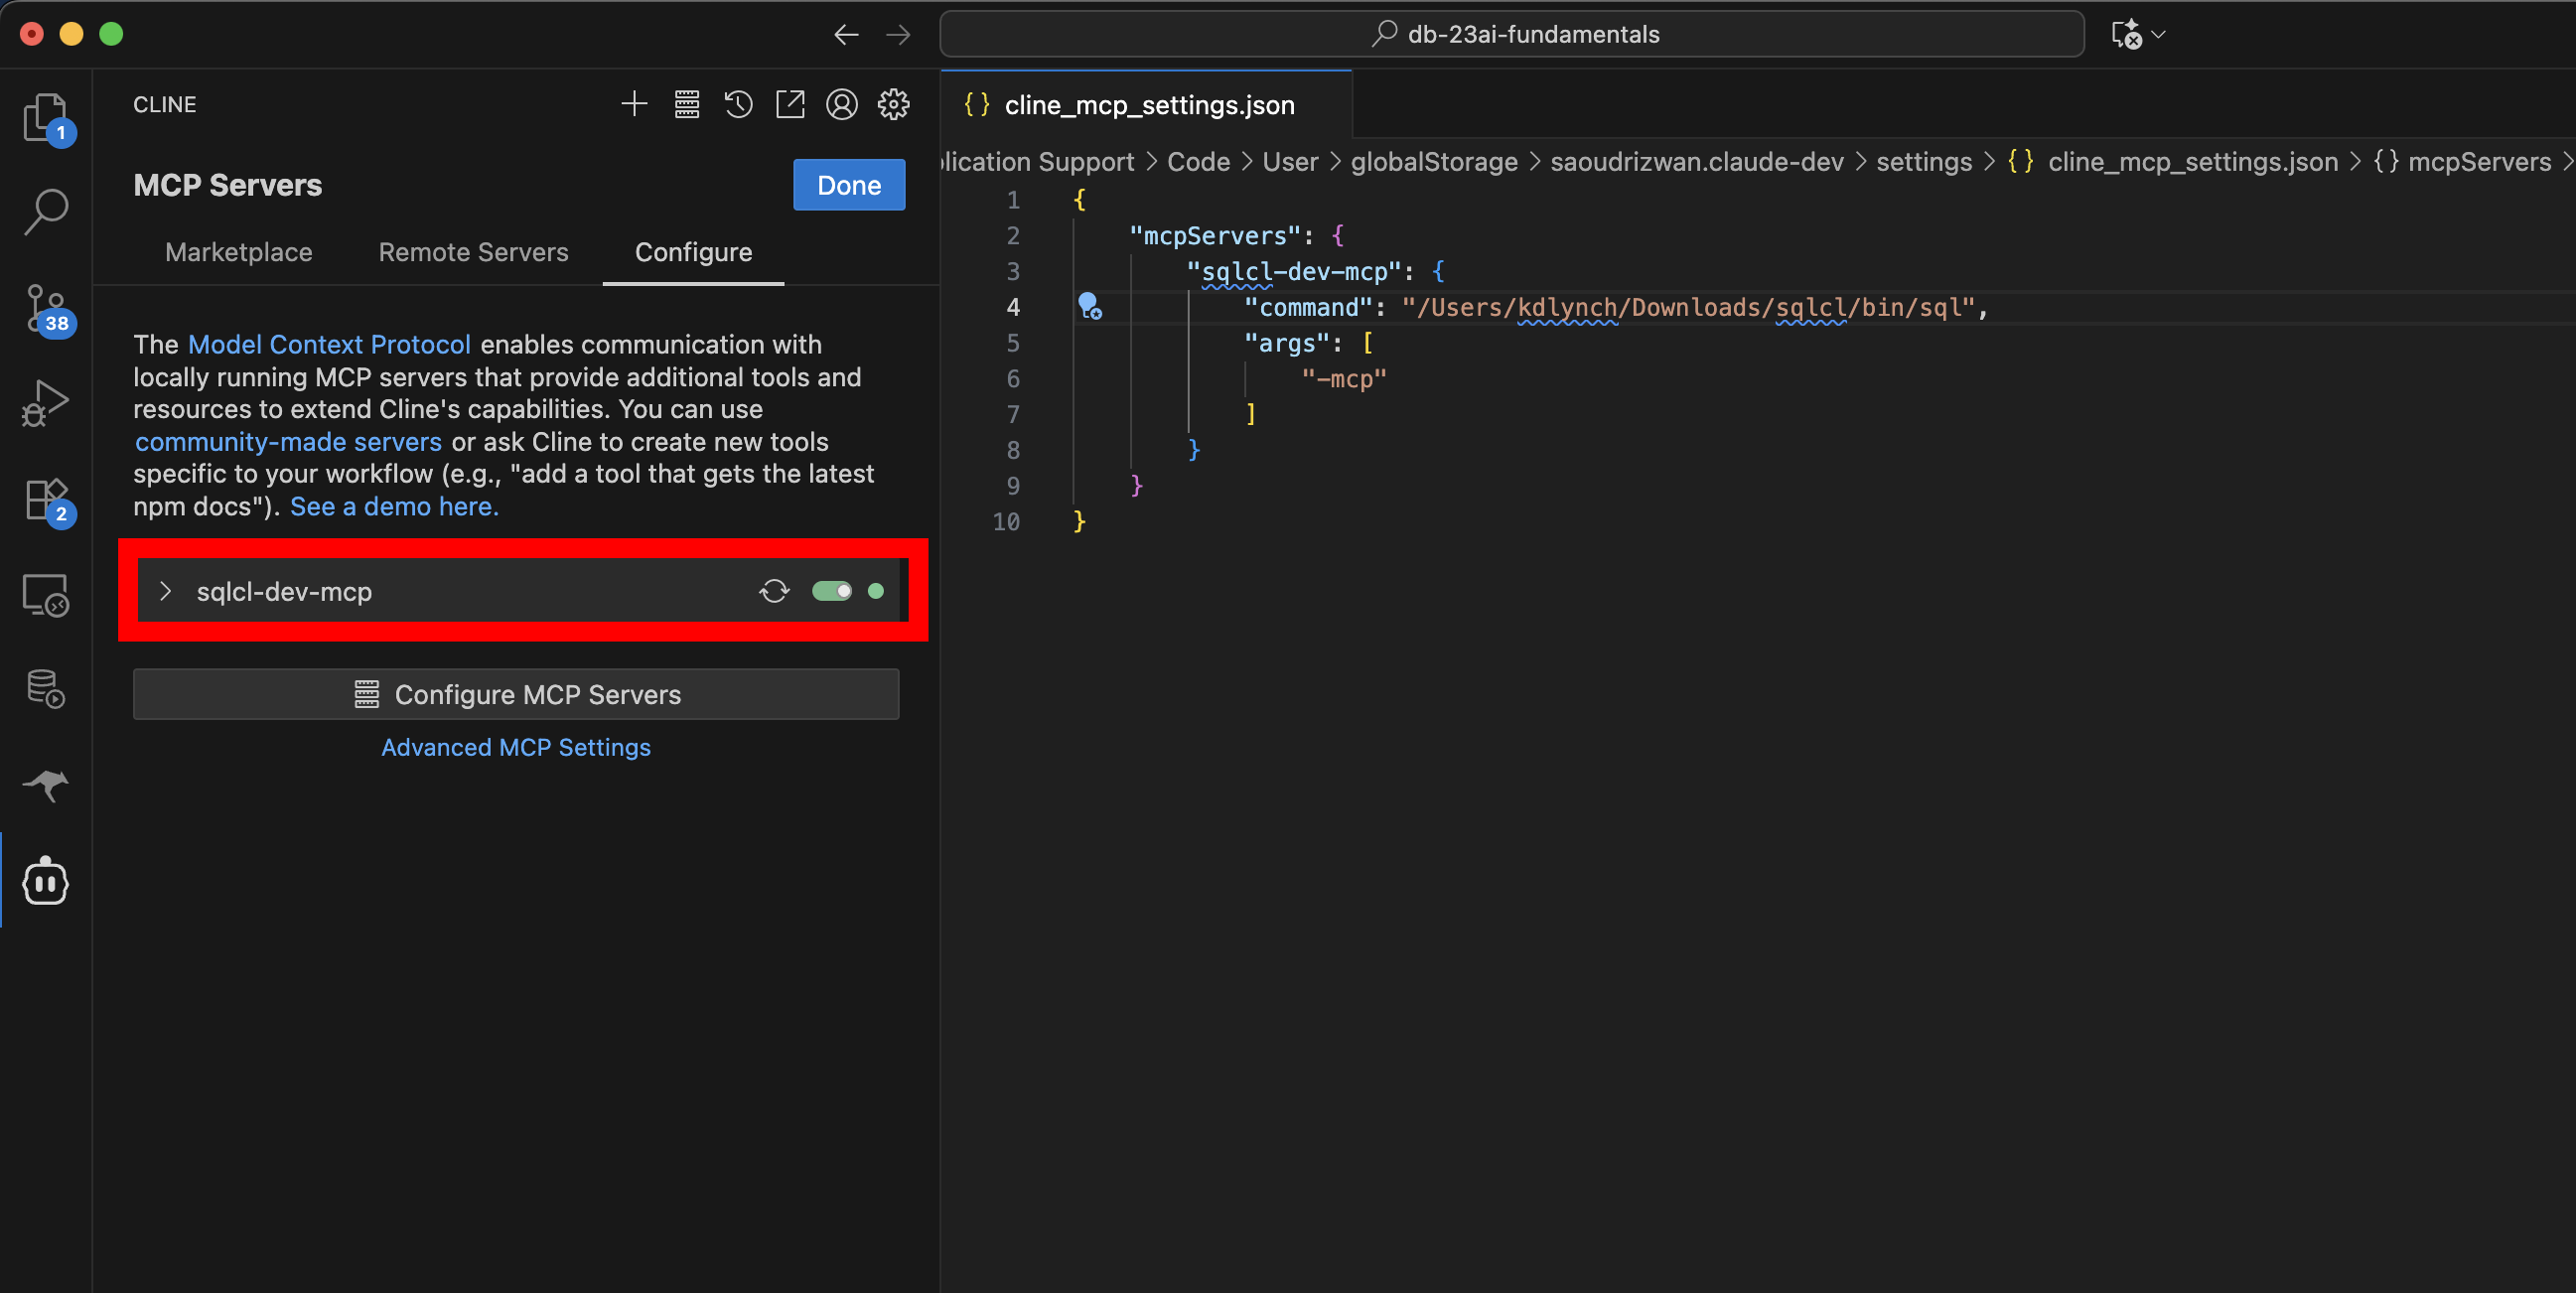 db-23ai-fundamentals
1
38
2
CLINE
MCP Servers
Done
Marketplace
Remote Servers
Configure
The Model Context Protocol enables communication with
locally running MCP servers that provide additional tools and
resources to extend Cline's capabilities. You can use
community-made servers or ask Cline to create new tools
specific to your workflow (e.g., "add a tool that gets the latest
npm docs"). See a demo here.
sqlcl-dev-mcp
Configure MCP Servers
Advanced MCP Settings
{} cline_mcp_settings.json
lication Support > Code > User > globalStorage > saoudrizwan.claude-dev > settings > {} cline_mcp_settings.json > {} mcpServers >
1 {
2 "mcpServers": {
3 "sqlcl-dev-mcp": {
4 "command": "/Users/kdlynch/Downloads/sqlcl/bin/sql",
5 "args": [
6 "-mcp"
7 ]
8 }
9 }
10 }